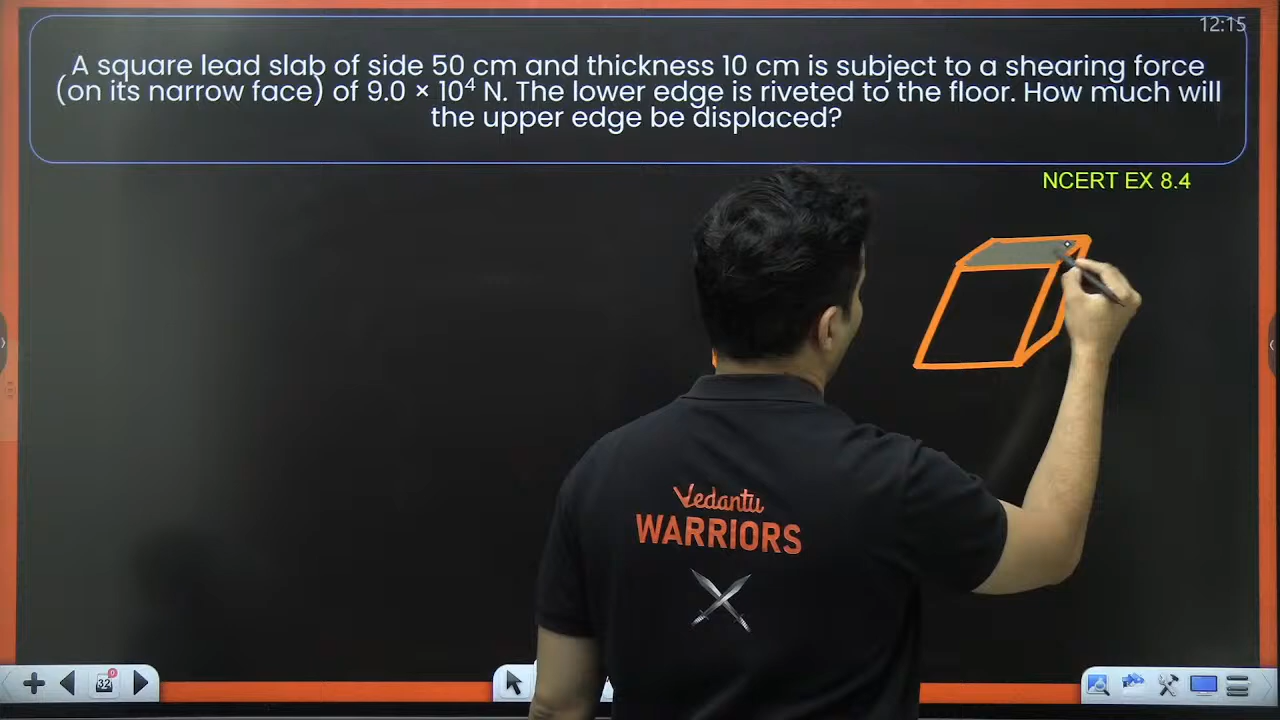 12:15
A square lead slab of side 50 cm and thickness 10 cm is subject to a shearing force
(on its narrow face) of 9.0 × 10⁴ N. The lower edge is riveted to the floor. How much will
the upper edge be displaced?
NCERT EX 8.4
Vedantu
WARRIORS
32